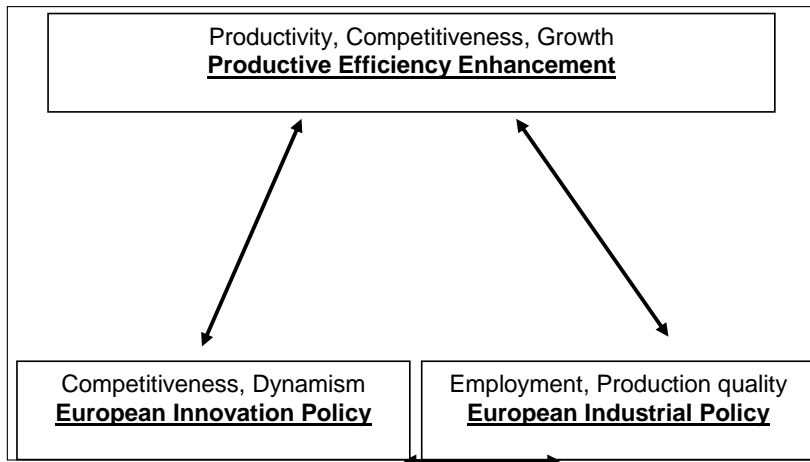 Productivity, Competitiveness, Growth
Productive Efficiency Enhancement
Competitiveness, Dynamism
European Innovation Policy
Employment, Production quality
European Industrial Policy